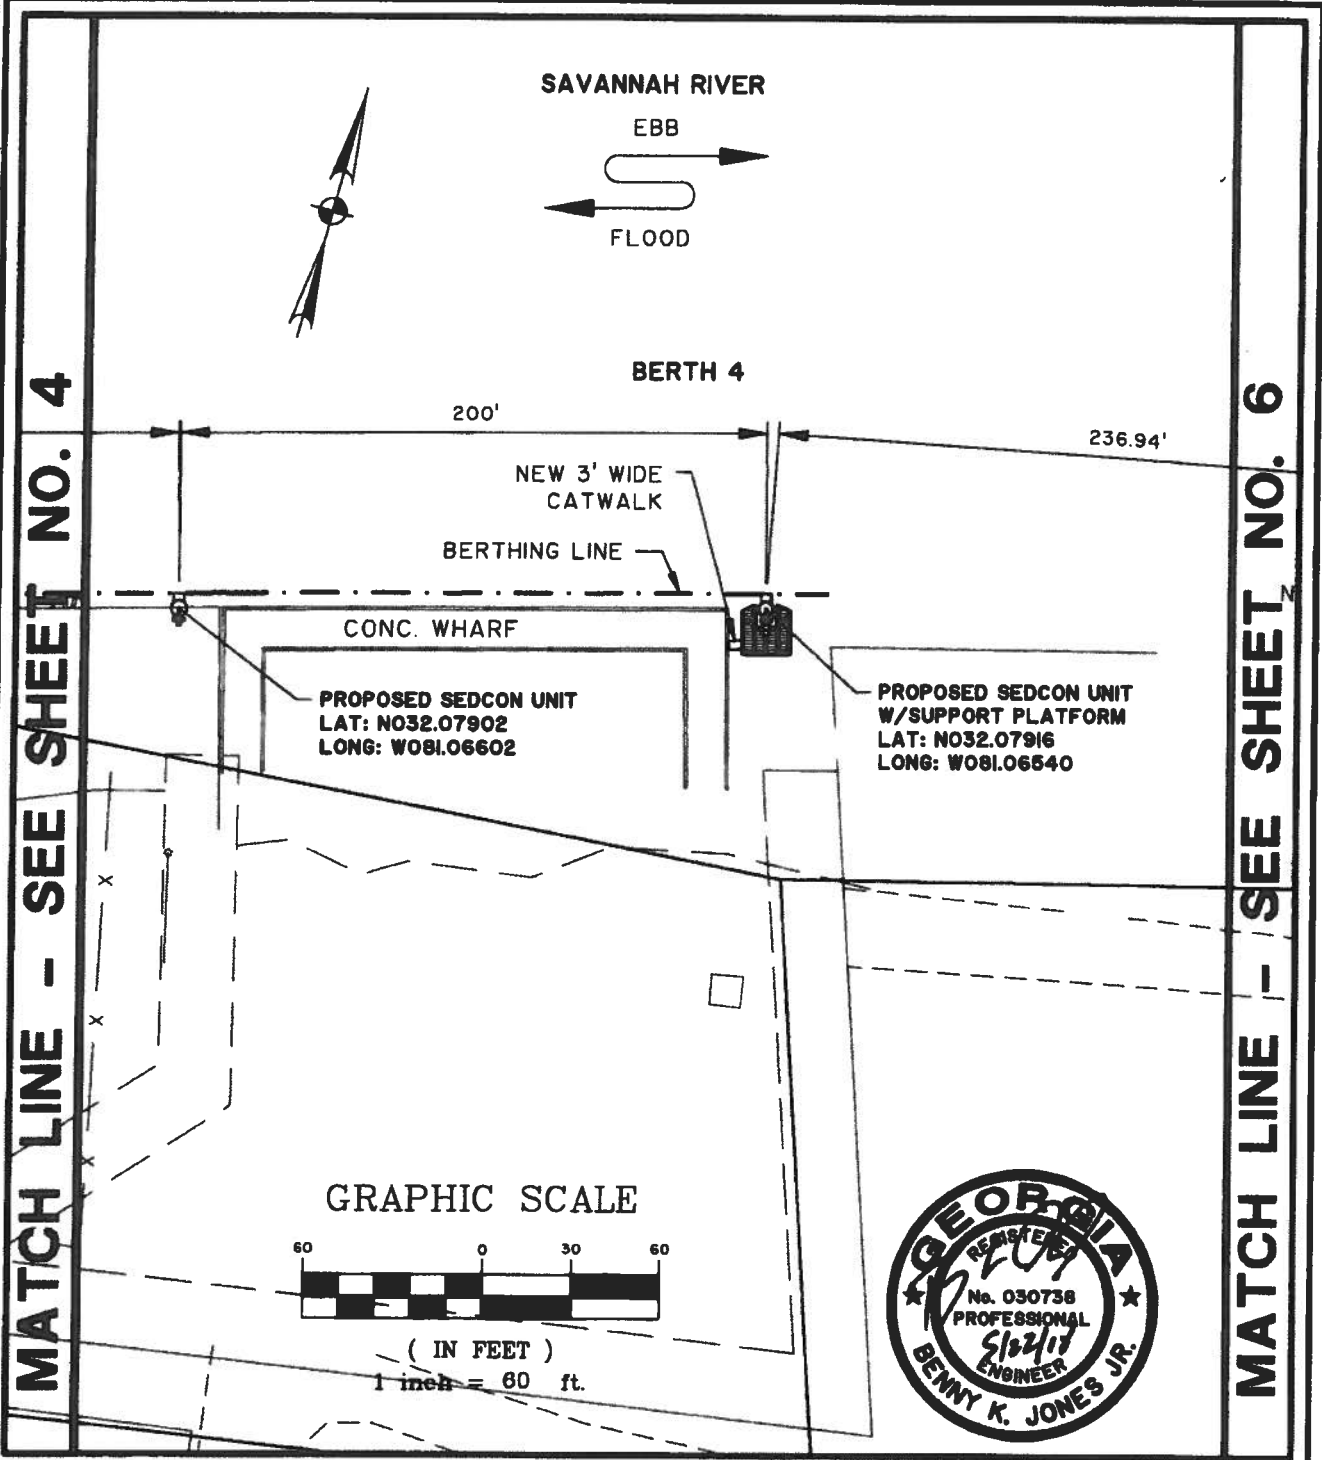 SAVANNAH RIVER
EBB
FLOOD
BERTH 4
200'
236.94'
NEW 3' WIDE
CATWALK
BERTHING LINE
CONC. WHARF
PROPOSED SEDCON UNIT
LAT: N032.07902
LONG: W081.06602
PROPOSED SEDCON UNIT
W/SUPPORT PLATFORM
LAT: N032.07916
LONG: W081.06540
MATCH LINE - SEE SHEET NO. 4
MATCH LINE - SEE SHEET NO. 6
N
X
X
X
GRAPHIC SCALE
60 0 30 60
( IN FEET )
1 inch = 60 ft.
GEORGIA
REGISTERED
No. 030738
PROFESSIONAL
ENGINEER
BENNY K. JONES JR.